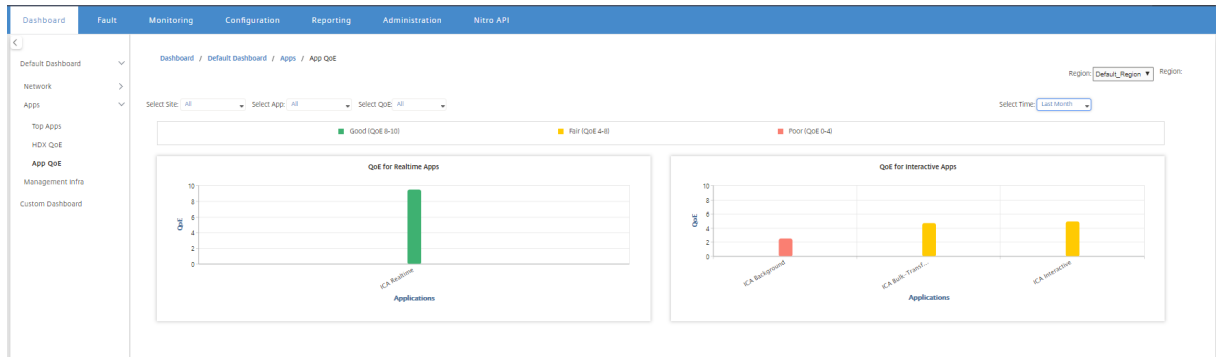 Dashboard Fault Monitoring Configuration Reporting Administration Nitro API
Default Dashboard
Network
Apps
Top Apps
HDX QoE
App QoE
Management Infra
Custom Dashboard
Dashboard / Default Dashboard / Apps / App QoE
Region: Default_Region Region:
Select Site: All Select App: All Select QoE: All Select Time: Last Month
Good (QoE 8-10) Fair (QoE 4-8) Poor (QoE 0-4)
QoE for Realtime Apps
10
8
6
4
2
0
QoE
ICA Realtime
Applications
QoE for Interactive Apps
10
8
6
4
2
0
QoE
ICA Background
ICA Bulk-Transf...
ICA Interactive
Applications